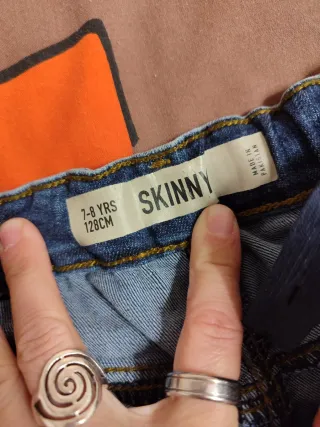 7-8 YRS
128CM
SKINNY
MADE IN
PAKISTAN